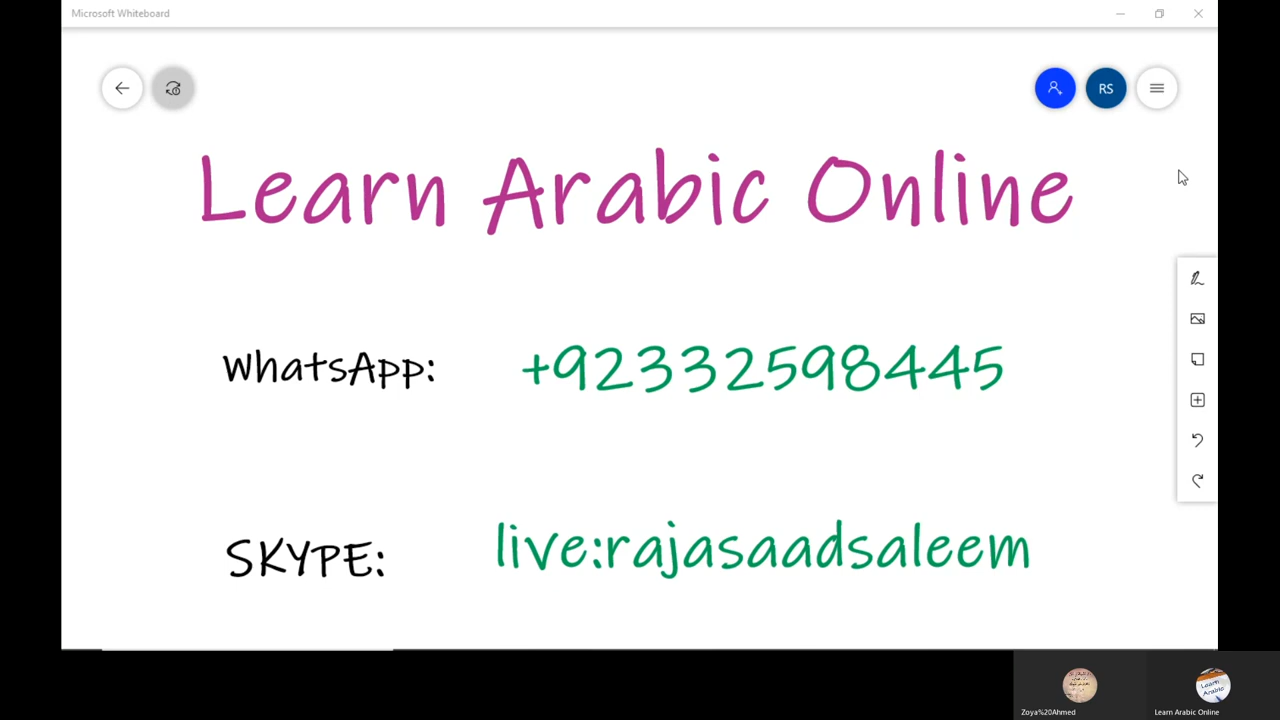 Microsoft Whiteboard
RS
Learn Arabic Online
WhatsApp: +92332598445
SKYPE: live:rajasaadsaleem
Zoya%20Ahmed
Learn Arabic Online